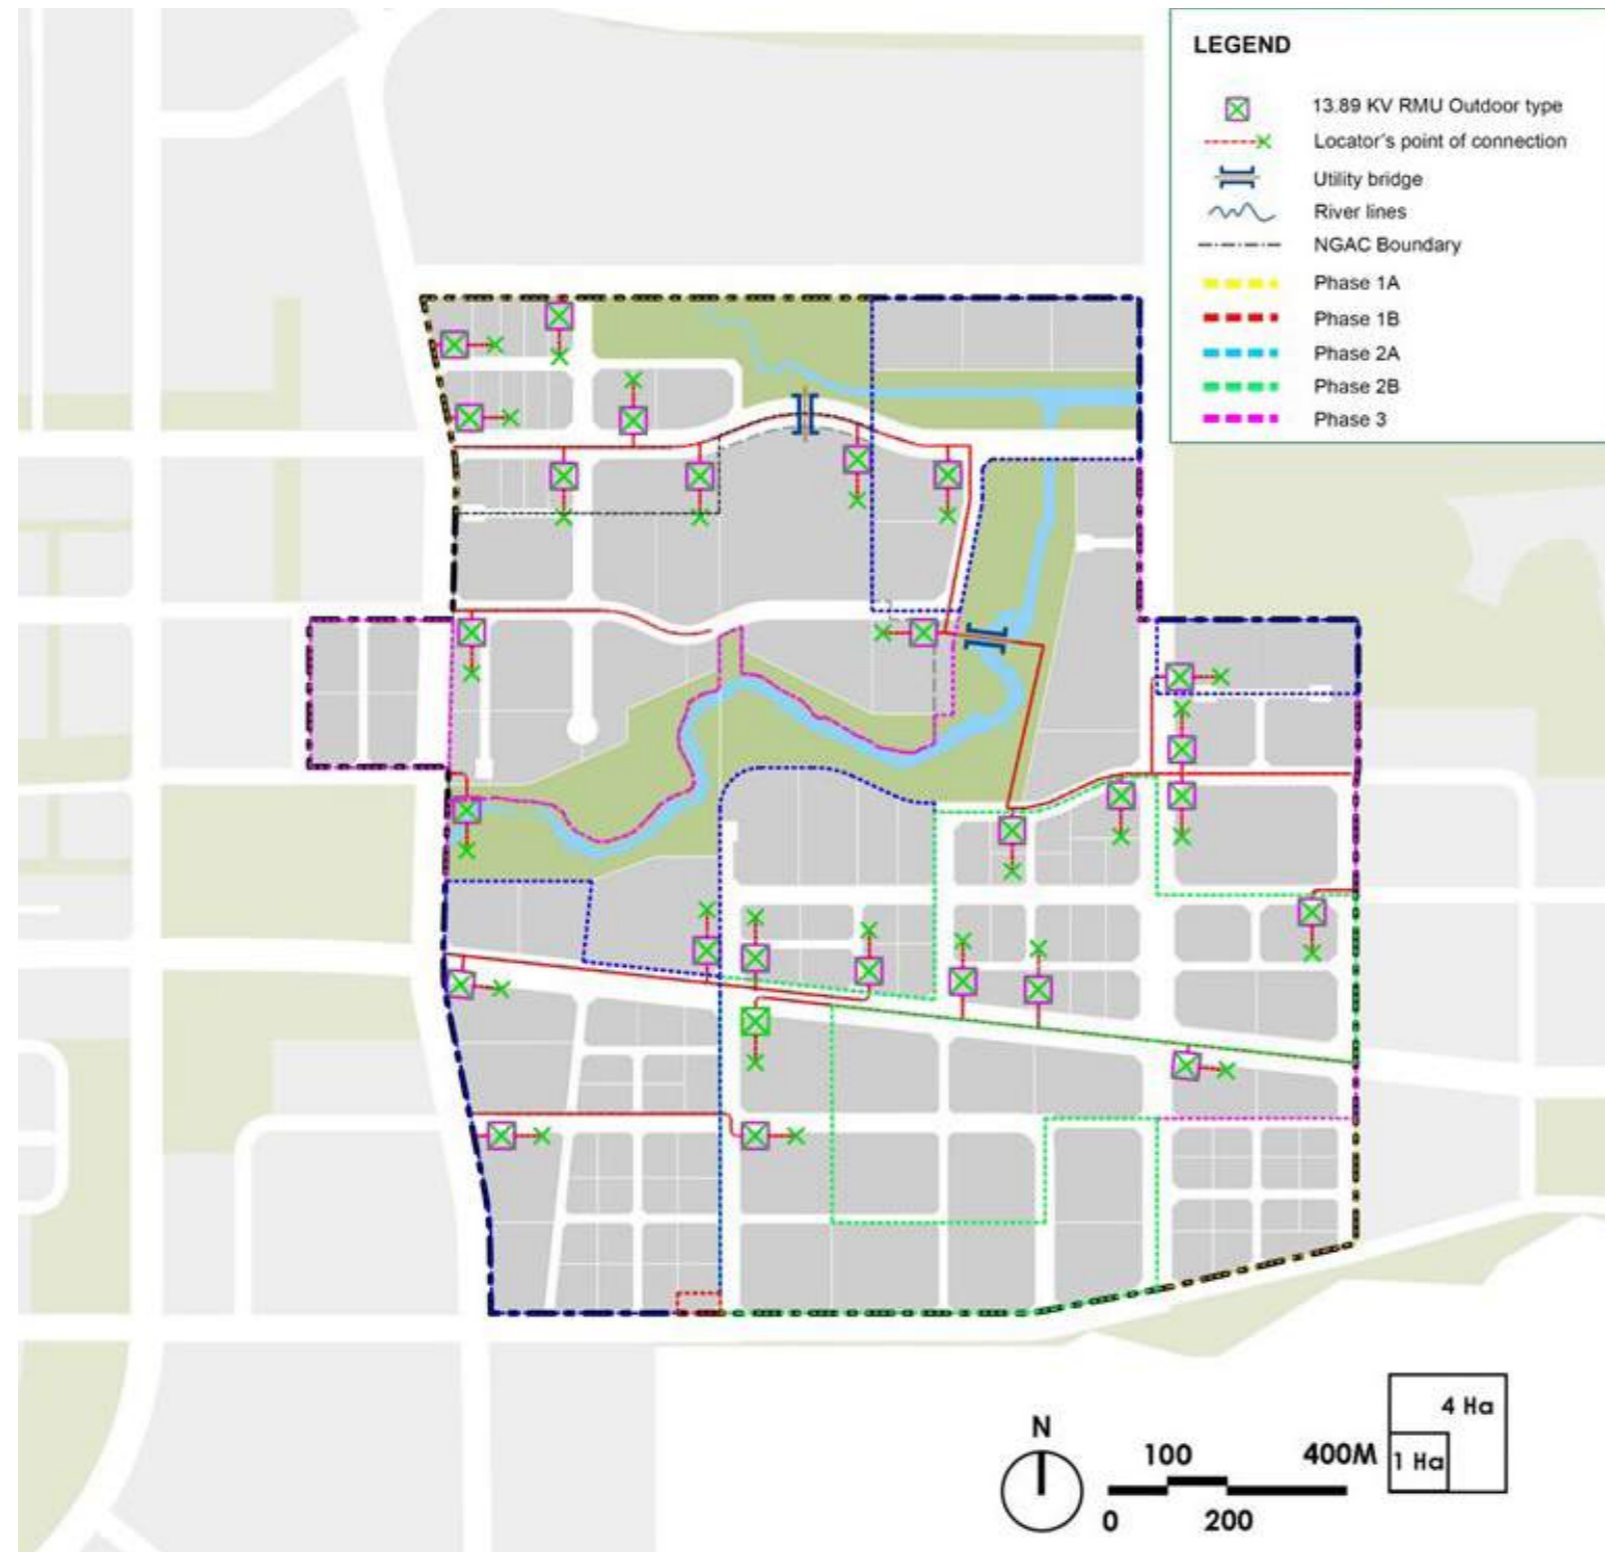 LEGEND
13.89 KV RMU Outdoor type
Locator's point of connection
Utility bridge
River lines
NGAC Boundary
Phase 1A
Phase 1B
Phase 2A
Phase 2B
Phase 3
N
100 400M
0 200
4 Ha
1 Ha